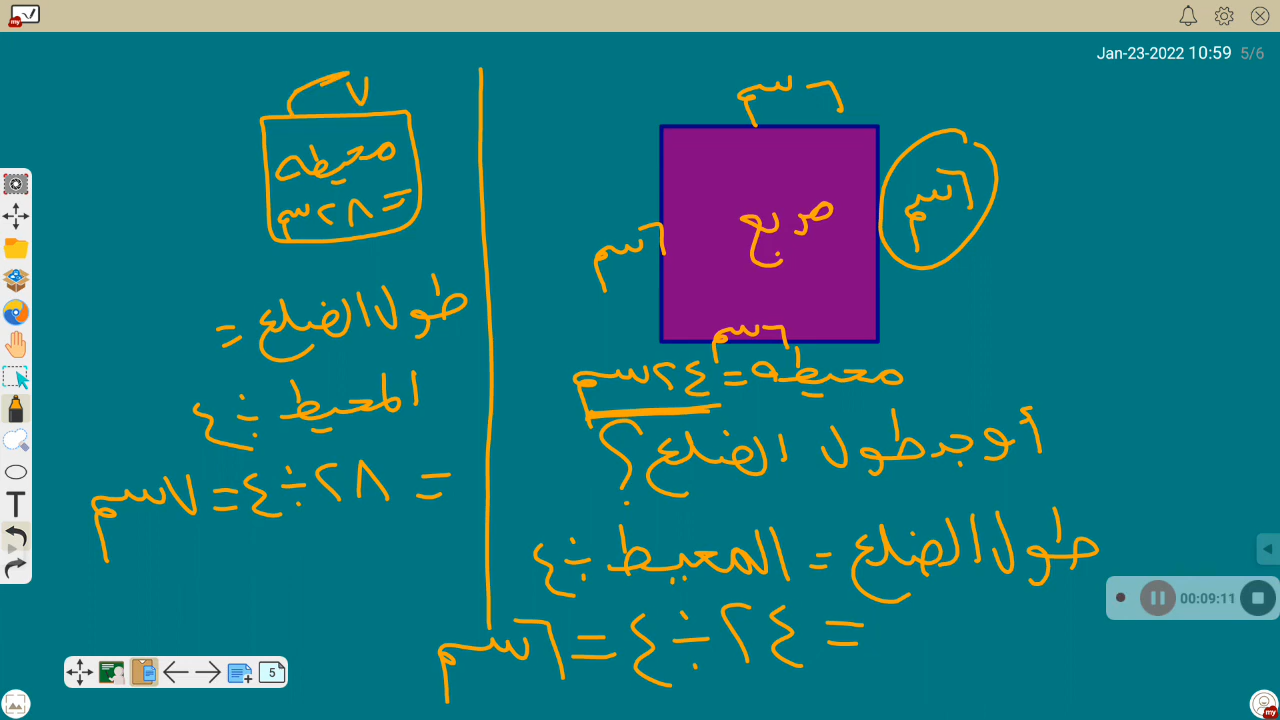 Jan-23-2022 10:59 5/6
٦سم
٦سم
مربع
٦سم
٦سم
محيطه = ٢٤سم
أوجد طول الضلع ؟
طول الضلع = المحيط ÷ ٤
= ٢٤ ÷ ٤ = ٦سم
٧
محيطه
= ٢٨سم
طول الضلع =
المحيط ÷ ٤
= ٢٨ ÷ ٤ = ٧سم
00:09:11
5
T
my
my